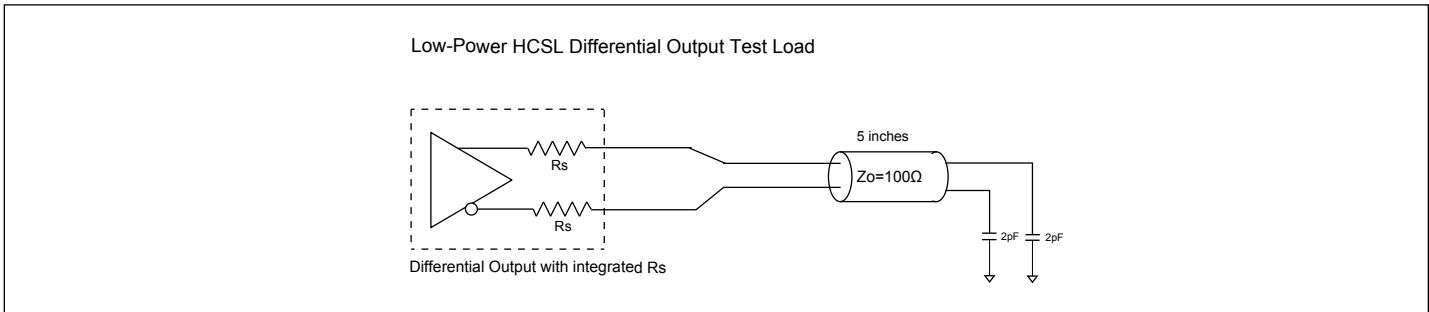 Low-Power HCSL Differential Output Test Load
5 inches
Rs
Zo=100Ω
Rs
2pF
2pF
Differential Output with integrated Rs